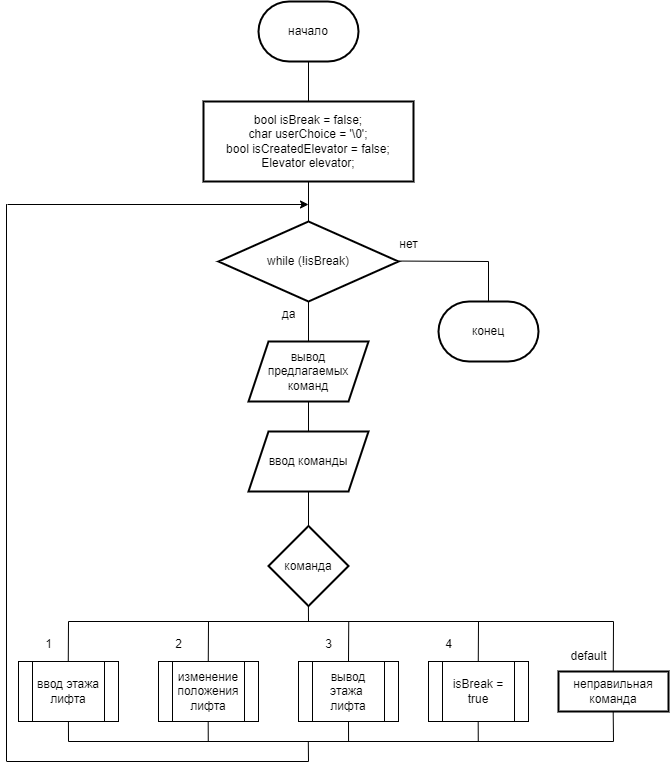 начало
bool isBreak = false;
char userChoice = '\0';
bool isCreatedElevator = false;
Elevator elevator;
while (!isBreak)
нет
да
конец
вывод
предлагаемых
команд
ввод команды
команда
1
2
3
4
default
ввод этажа
лифта
изменение
положения
лифта
вывод
этажа
лифта
isBreak =
true
неправильная
команда